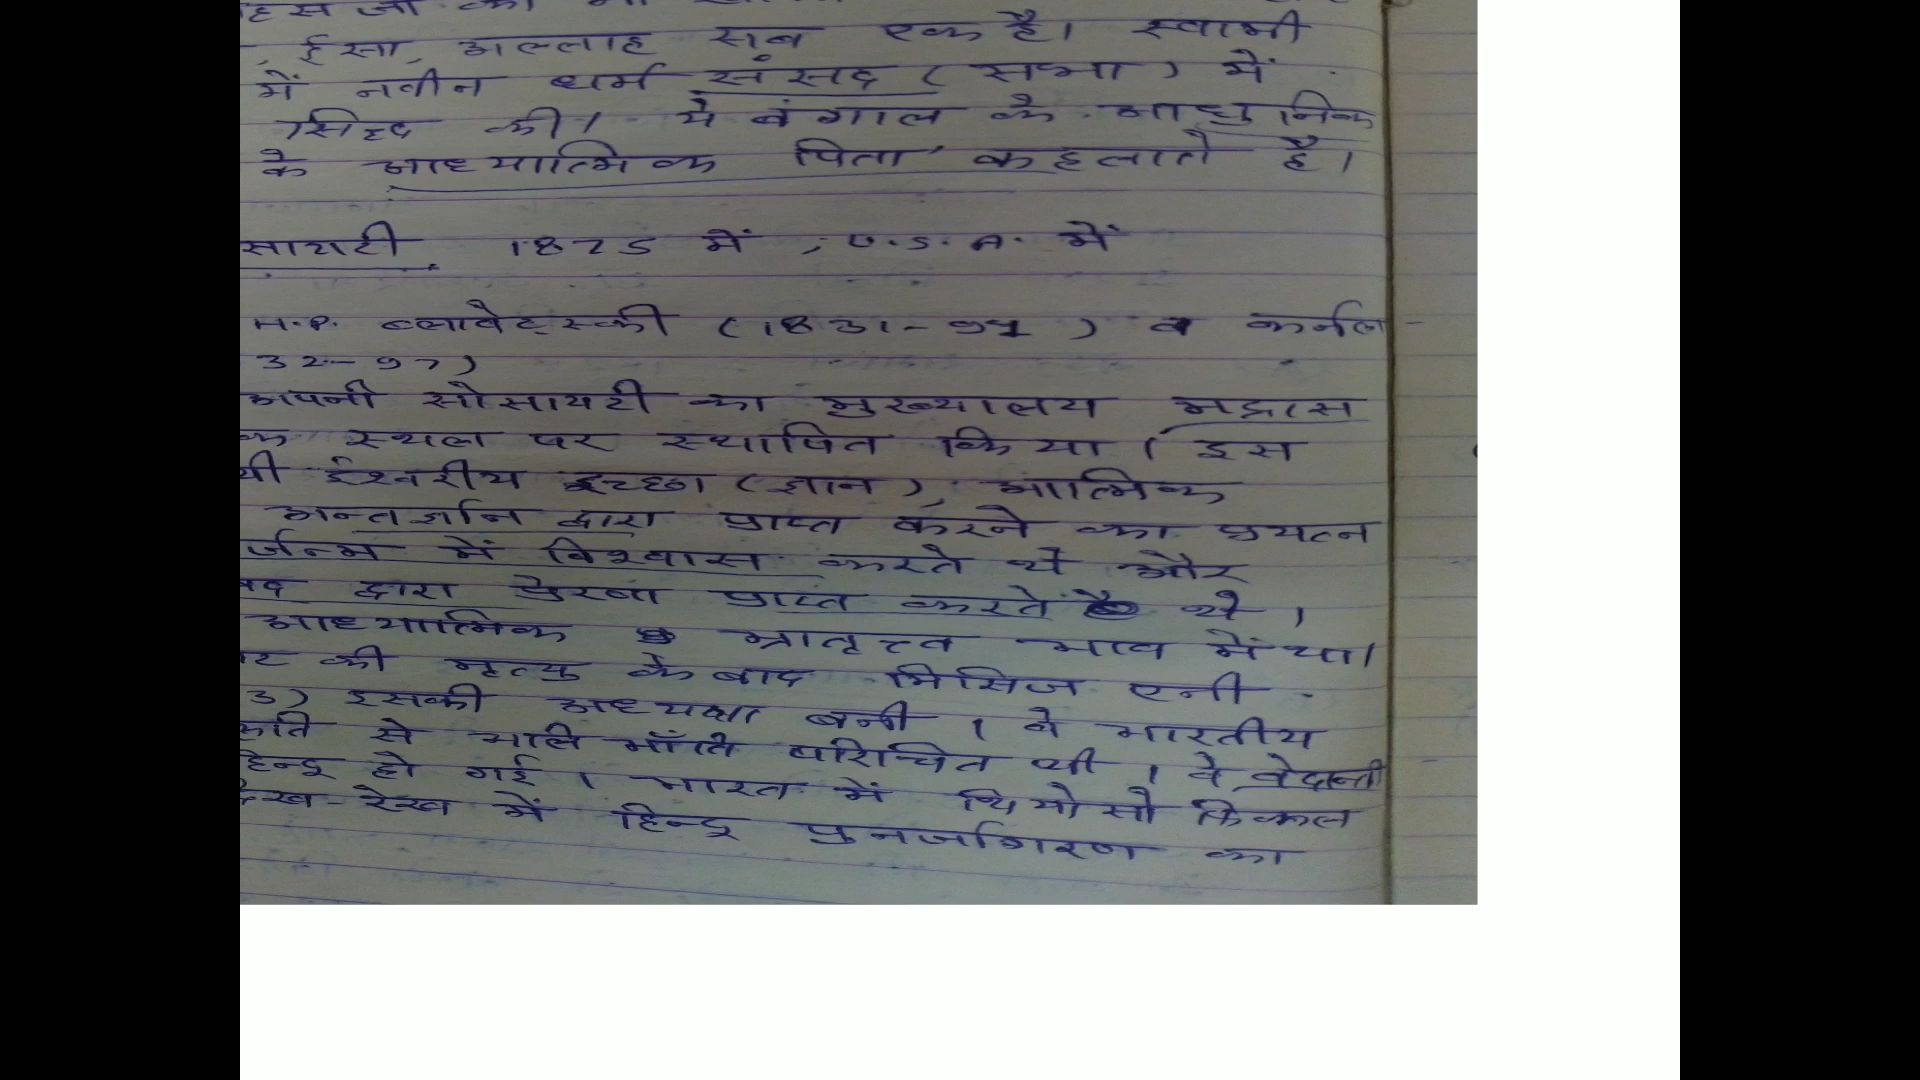 ईसा, अल्लाह सब एक है। स्वामी
में नवीन धर्म संसद (सभा) में
सिद्ध की। ये बंगाल के आधुनिक
के आध्यात्मिक पिता' कहलाते है।
सायटी 1875 में, U.S.A. में
H.P. ब्लावेट्स्की (1831-91) व कर्नल
32-97)
अपनी सोसायटी का मुख्यालय मद्रास
स्थल पर स्थापित किया। इस
ईश्वरीय इच्छा (ज्ञान), आत्मिक
अन्तर्ज्ञान द्वारा प्राप्त करने का प्रयत्न
र्जन्म में विश्वास करते थे और
द्वारा प्रेरणा प्राप्त करते थे।
आध्यात्मिक भ्रातृत्व भाव में था।
की मृत्यु के बाद मिसिज एनी
3) इसकी अध्यक्षा बनी। वे भारतीय
से भालि भाँति परिचित थी। वे वेदान्ती
हिन्दू हो गई। भारत में थियोसोफिकल
रेख में हिन्दू पुनर्जागरण का